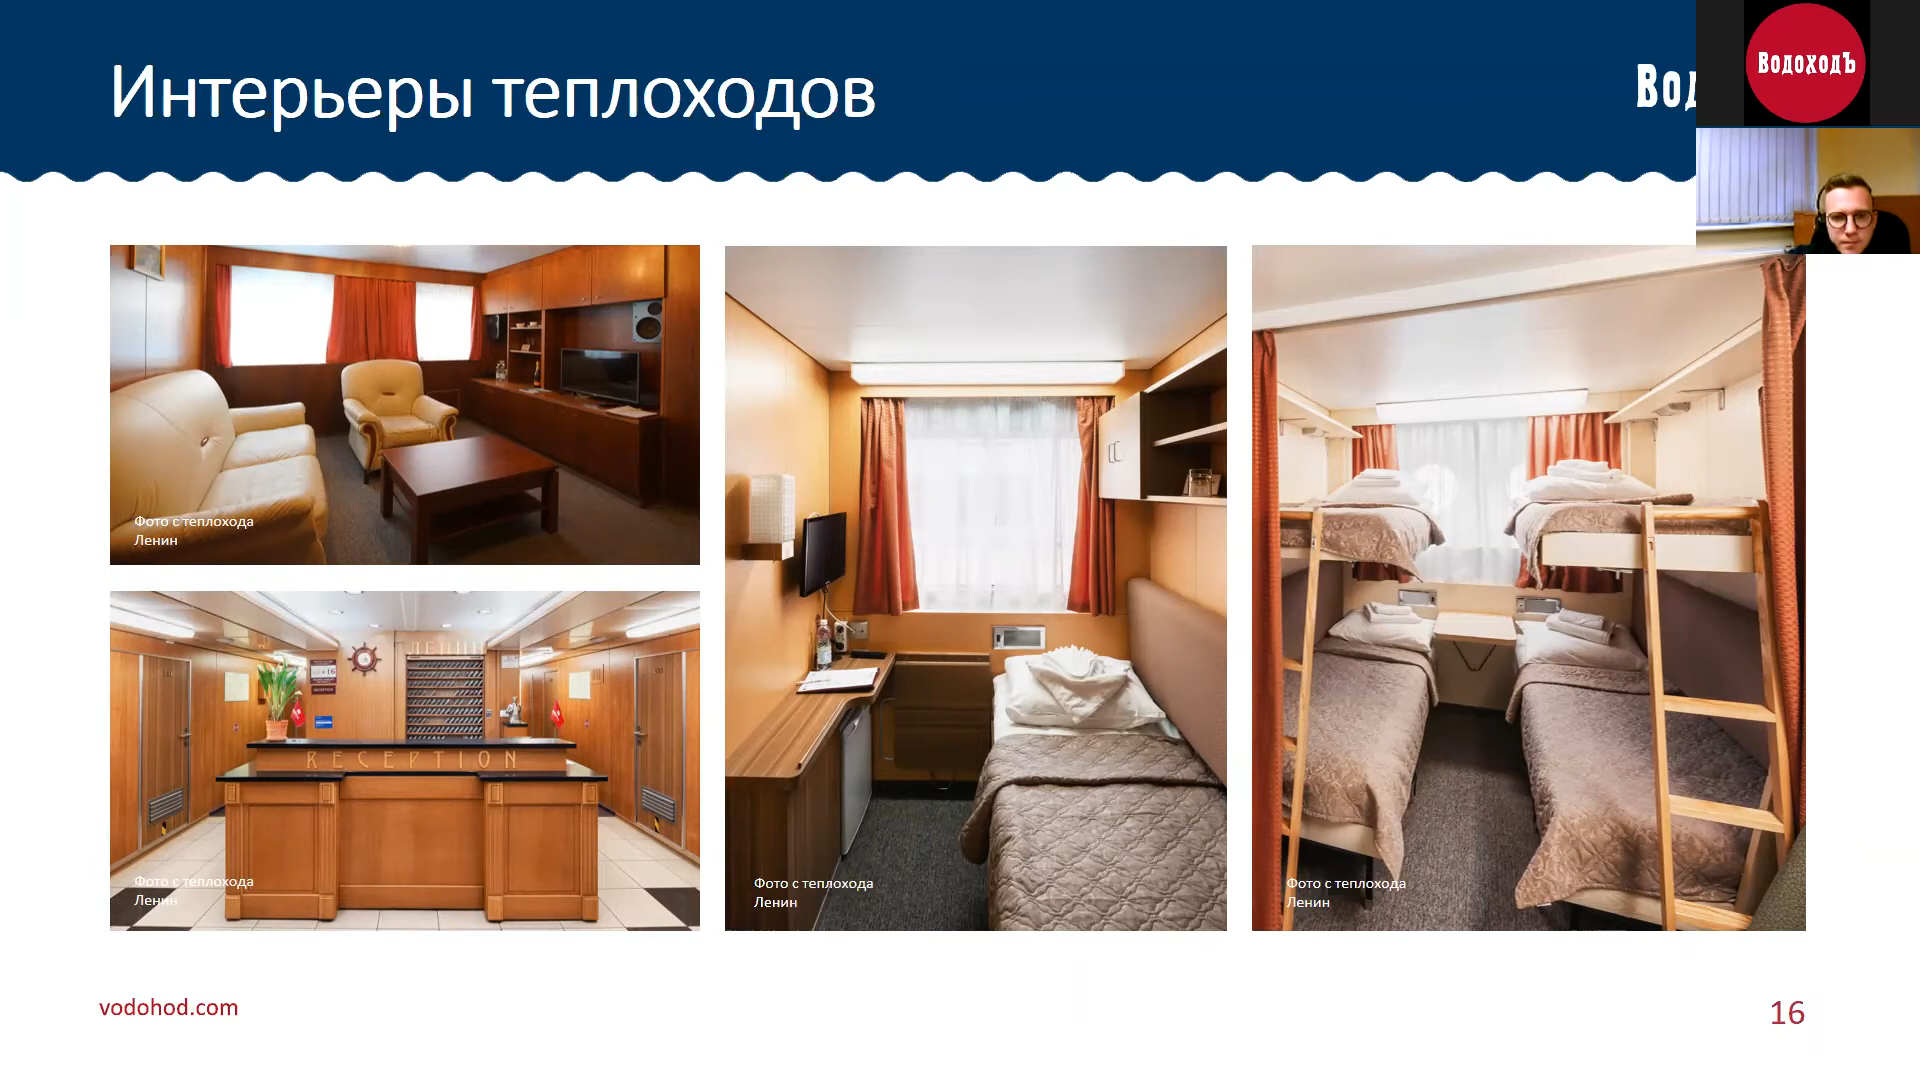 Интерьеры теплоходов
Вод
ВодоходЪ
Фото с теплохода
Ленин
RECEPTION
Фото с теплохода
Ленин
Фото с теплохода
Ленин
Фото с теплохода
Ленин
vodohod.com
16